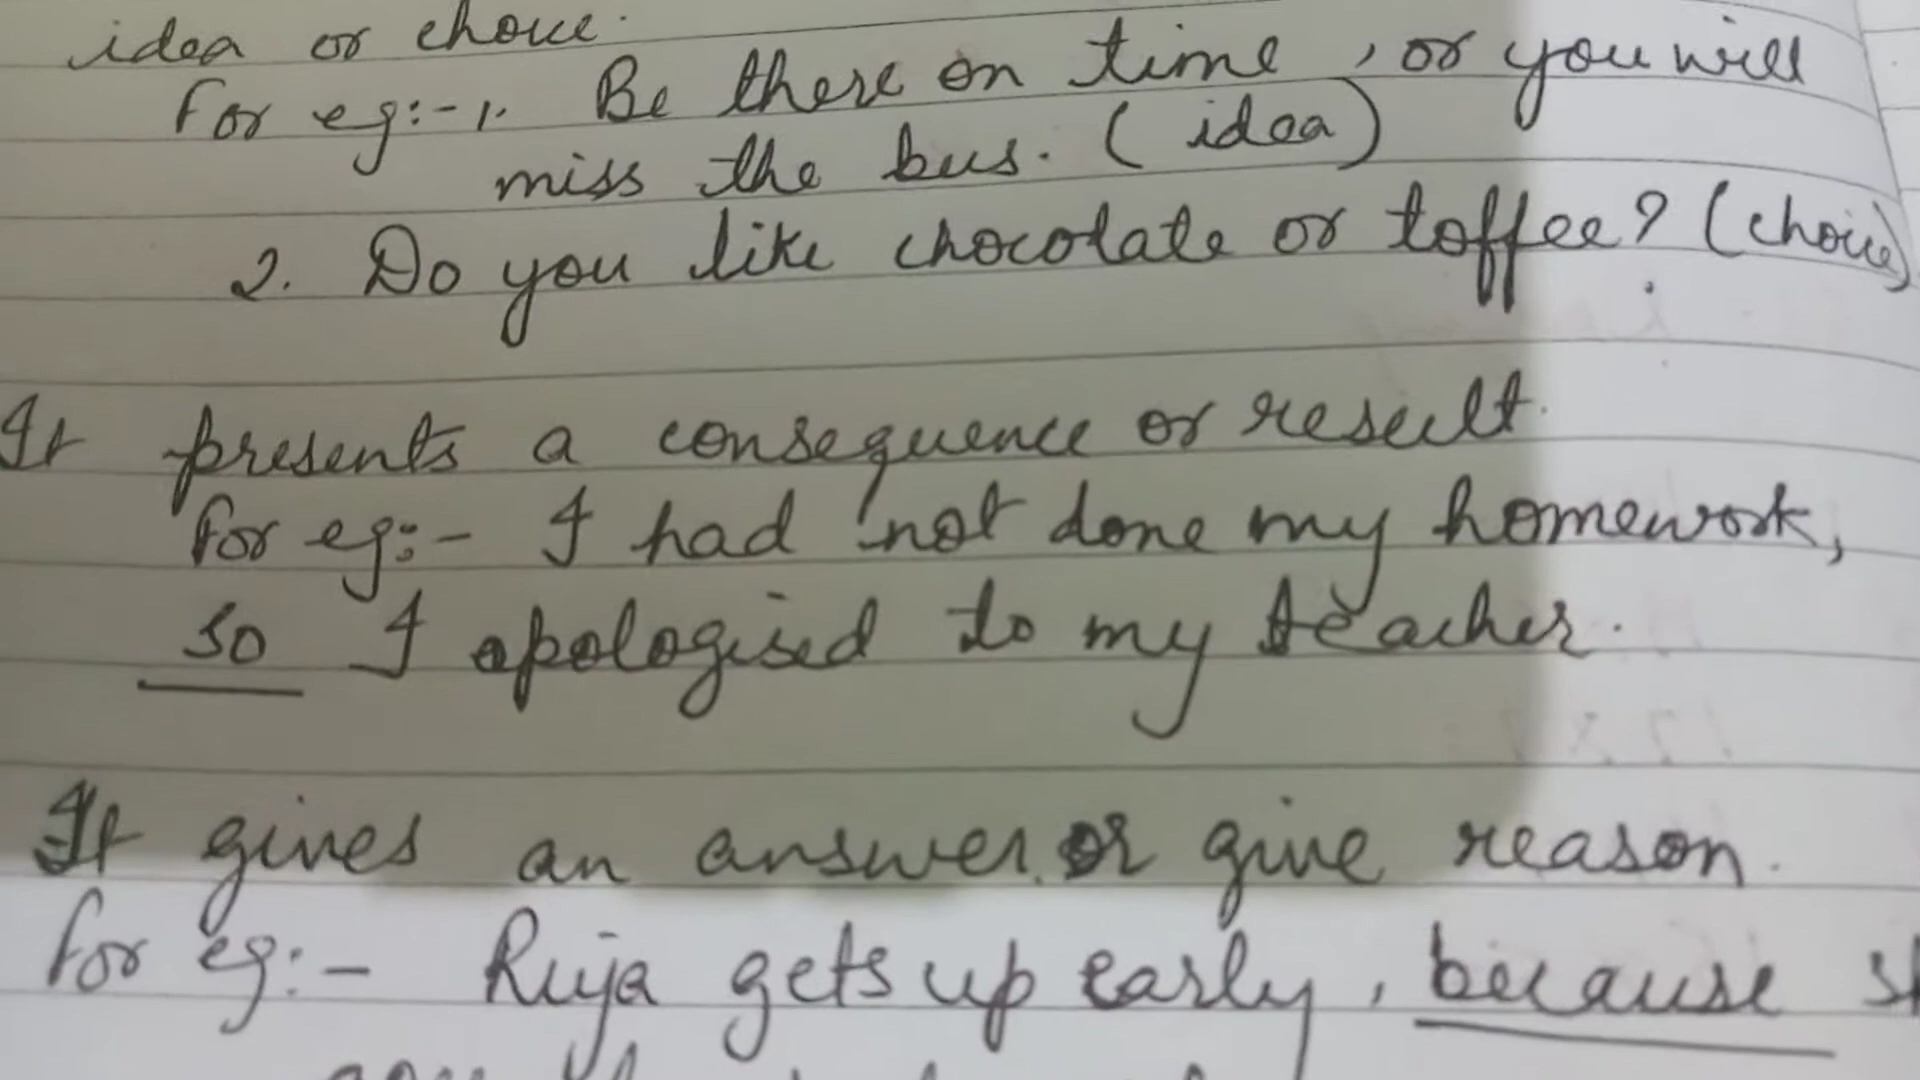 idea or choice.
For eg:-1. Be there on time, or you will
miss the bus. (idea)
2. Do you like chocolate or toffee? (choice)
It presents a consequence or result.
For eg:- I had not done my homework,
so I apologised to my teacher.
It gives an answer or give reason.
For eg:- Ruja gets up early, because